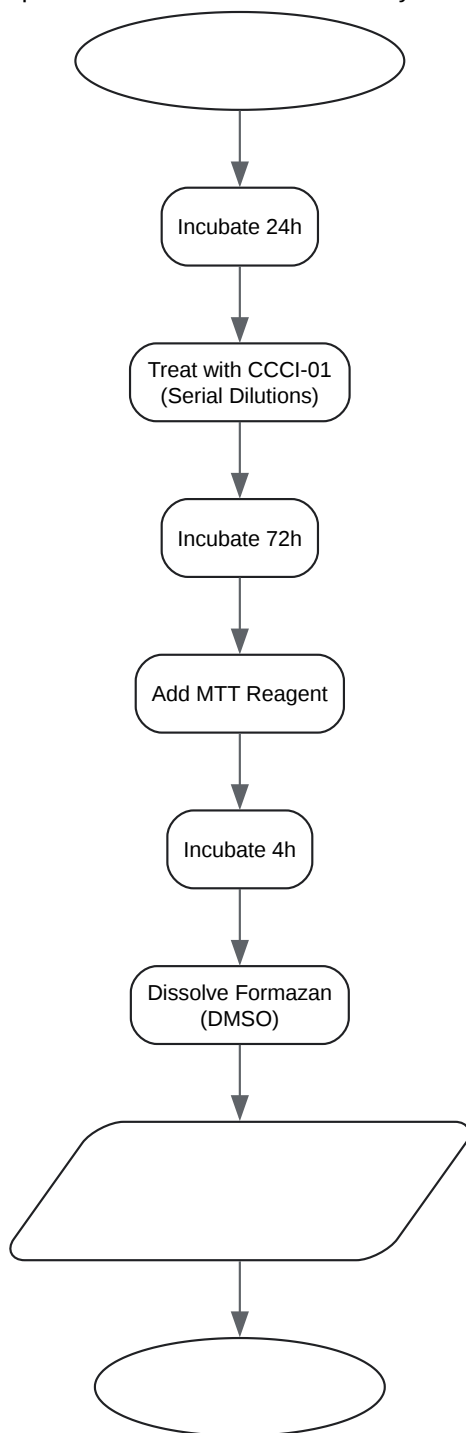 Incubate 24h
Treat with CCCI-01
(Serial Dilutions)
Incubate 72h
Add MTT Reagent
Incubate 4h
Dissolve Formazan
(DMSO)